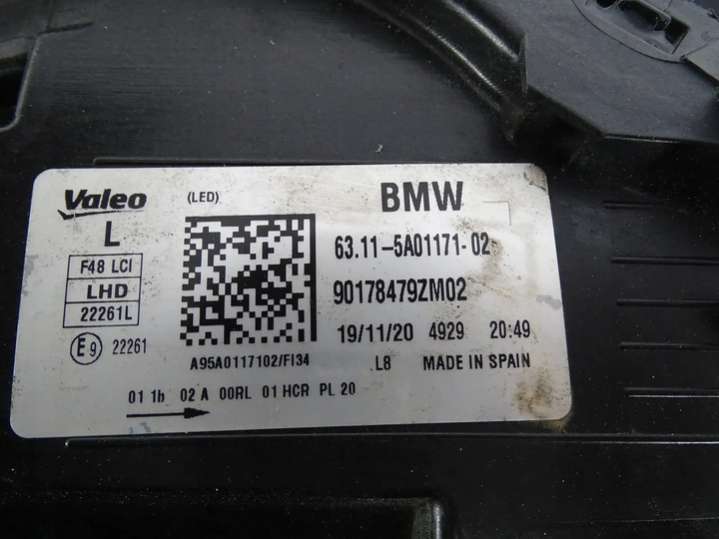 Valeo (LED) BMW
L
63.11-5A01171-02
F48 LCI
LHD
22261L
90178479ZM02
19/11/20 4929 20:49
E9 22261
A95A0117102/FI34
L8 MADE IN SPAIN
01 1h 02 A 00RL 01 HCR PL 20